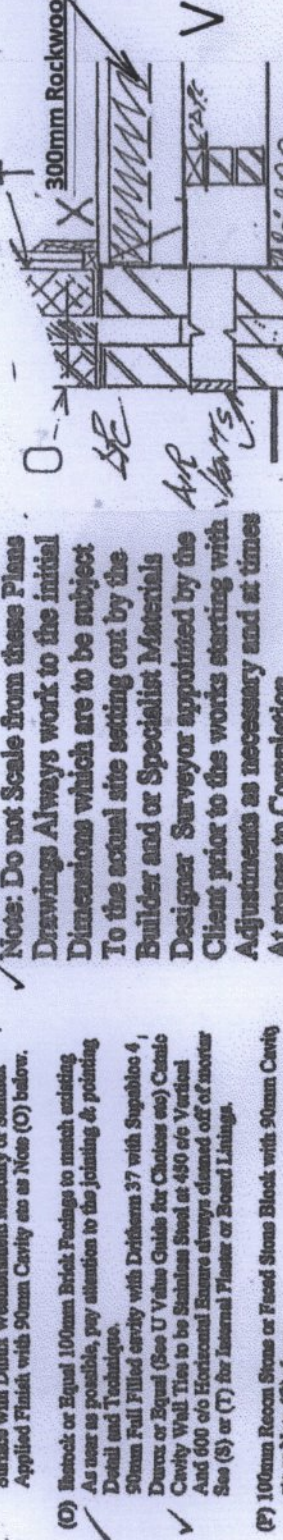 Applied Finish with 90mm Cavity etc as Note (O) below.
(O) Ibstock or Equal 100mm Brick Facings to match existing
As near as possible, pay attention to the joining & pointing
Detail and Technique.
90mm Full Filled cavity with Dritherm 37 with Supabloc 4,
Durox or Equal (See U Value Guide for Choices etc) Cavity
Cavity Wall Ties to be Stainless Steel at 450 c/c Vertical
And 600 c/c Horizontal Ensure always cleaned off of mortar
See (S) or (T) for Internal Plaster or Board Linings.
(P) 100mm Recon Stone or Faced Stone Block with 90mm Cavity
Note: Do not Scale from these Plans
Drawings Always work to the initial
Dimensions which are to be subject
To the actual site setting out by the
Builder and or Specialist Materials
Designer Surveyor appointed by the
Client prior to the works starting with
Adjustments as necessary and at times
At stages to Completion
300mm Rockwool
X
V
O
AIR
VENTS